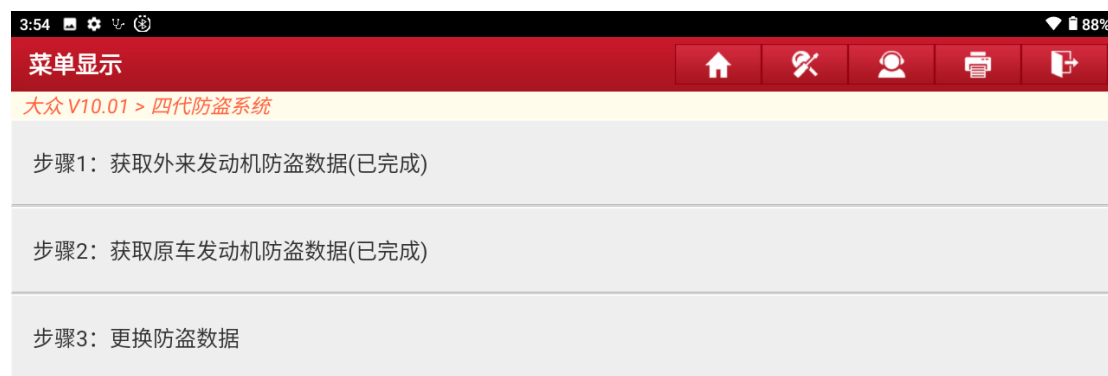 3:54 88%
菜单显示
大众 V10.01 > 四代防盗系统
步骤1：获取外来发动机防盗数据(已完成)
步骤2：获取原车发动机防盗数据(已完成)
步骤3：更换防盗数据